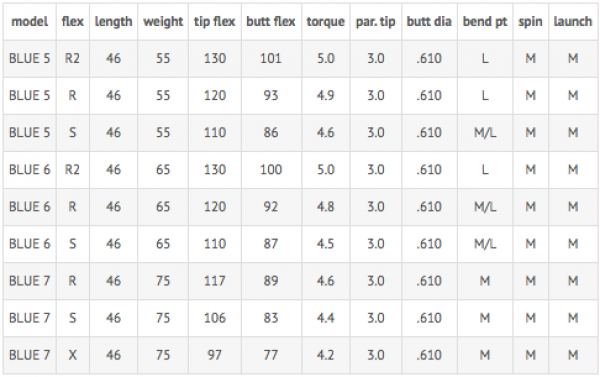 model flex length weight tip flex butt flex torque par. tip butt dia bend pt spin launch
BLUE 5 R2 46 55 130 101 5.0 3.0 .610 L M M
BLUE 5 R 46 55 120 93 4.9 3.0 .610 L M M
BLUE 5 S 46 55 110 86 4.6 3.0 .610 M/L M M
BLUE 6 R2 46 65 130 100 5.0 3.0 .610 L M M
BLUE 6 R 46 65 120 92 4.8 3.0 .610 M/L M M
BLUE 6 S 46 65 110 87 4.5 3.0 .610 M/L M M
BLUE 7 R 46 75 117 89 4.6 3.0 .610 M M M
BLUE 7 S 46 75 106 83 4.4 3.0 .610 M M M
BLUE 7 X 46 75 97 77 4.2 3.0 .610 M M M